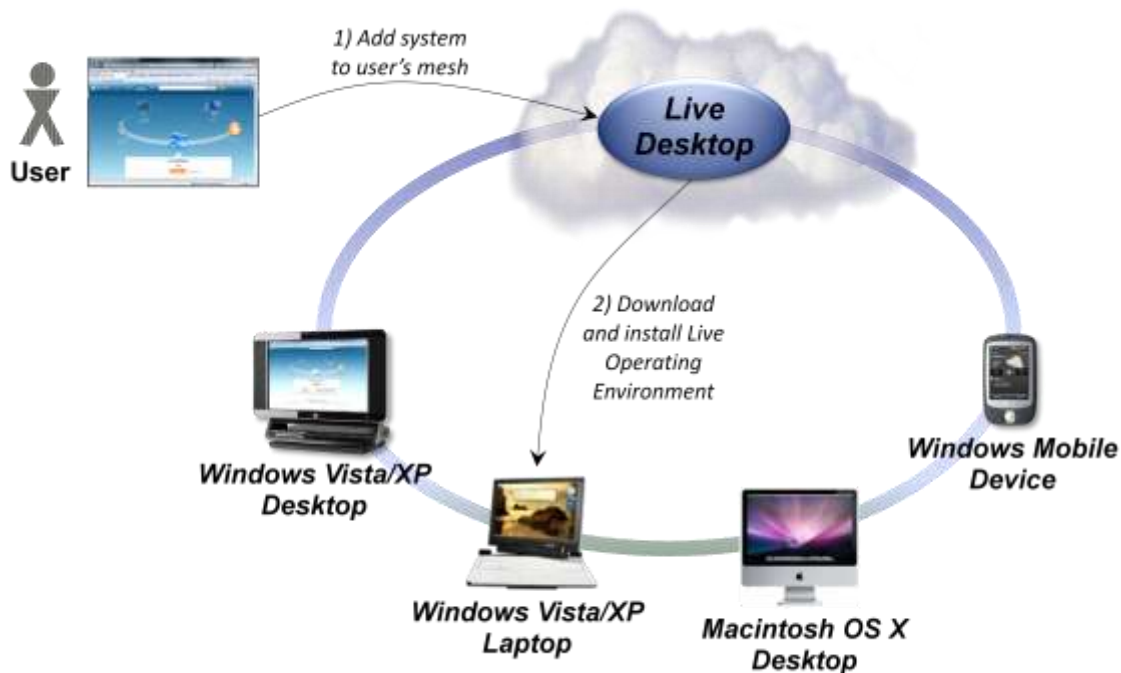 1) Add system
to user's mesh
User
Live
Desktop
2) Download
and install Live
Operating
Environment
Windows Vista/XP
Desktop
Windows Mobile
Device
Windows Vista/XP
Laptop
Macintosh OS X
Desktop